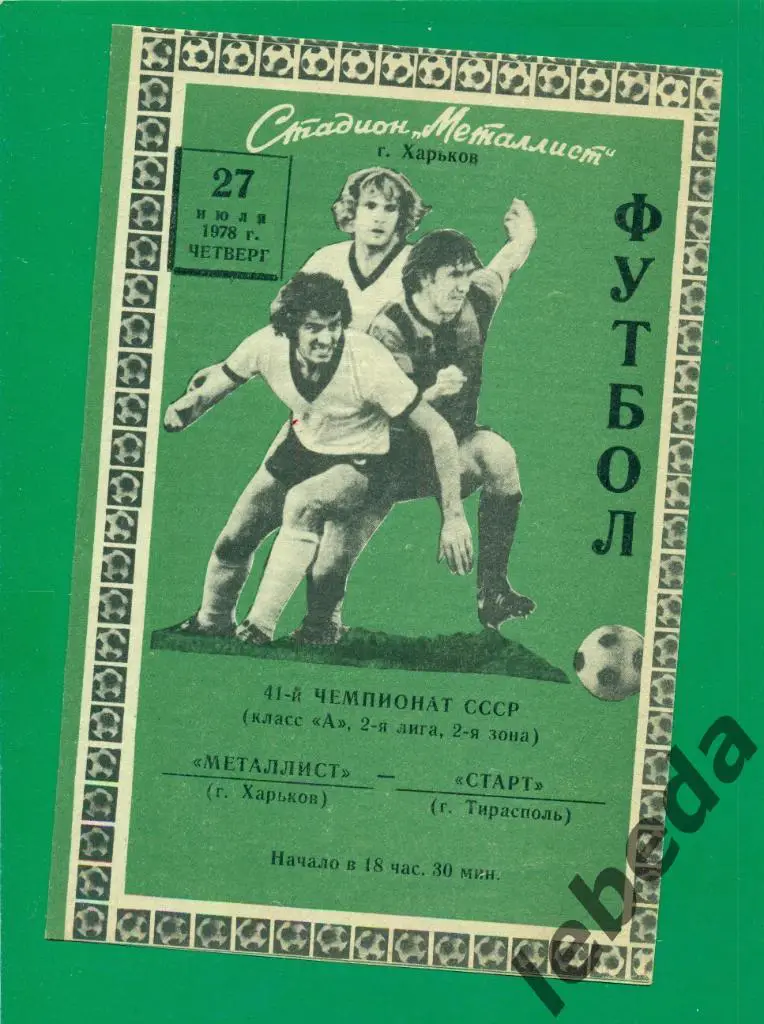 Стадион „Металлист"
г. Харьков
27
июля
1978 г.
ЧЕТВЕРГ
ФУТБОЛ
41-й ЧЕМПИОНАТ СССР
(класс «А», 2-я лига, 2-я зона)
«МЕТАЛЛИСТ» — «СТАРТ»
(г. Харьков) (г. Тирасполь)
Начало в 18 час. 30 мин.
lebeda